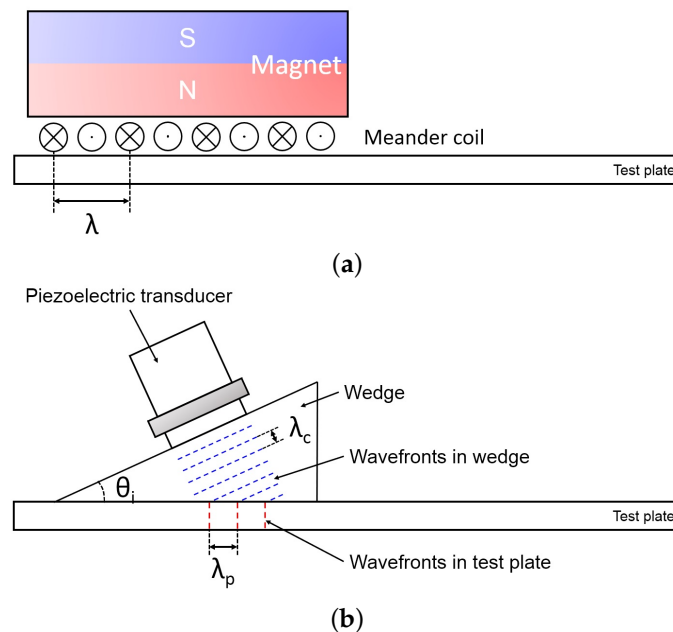 S
Magnet
N
Meander coil
Test plate
λ
(a)
Piezoelectric transducer
Wedge
λc
Wavefronts in wedge
θi
Test plate
λp
Wavefronts in test plate
(b)